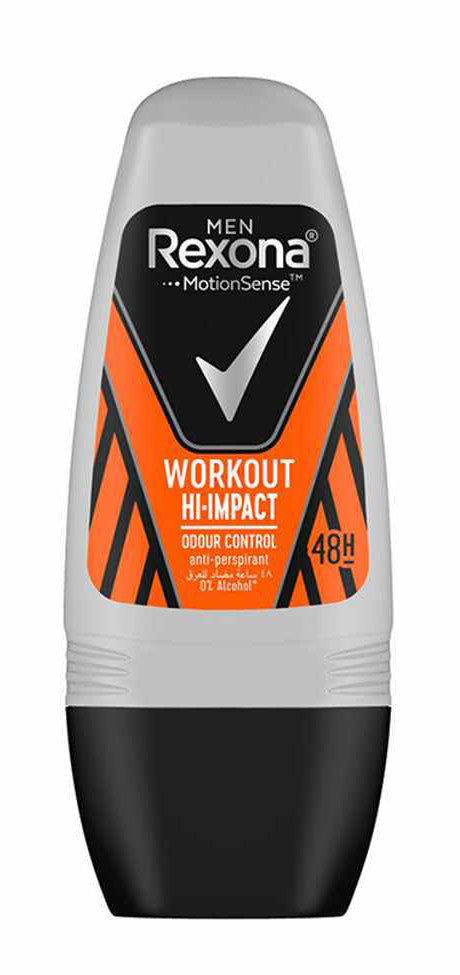 MEN
Rexona®
MotionSense™
WORKOUT
HI-IMPACT
ODOUR CONTROL
anti-perspirant
48H
٤٨ ساعة مضاد للعرق
0% Alcohol*